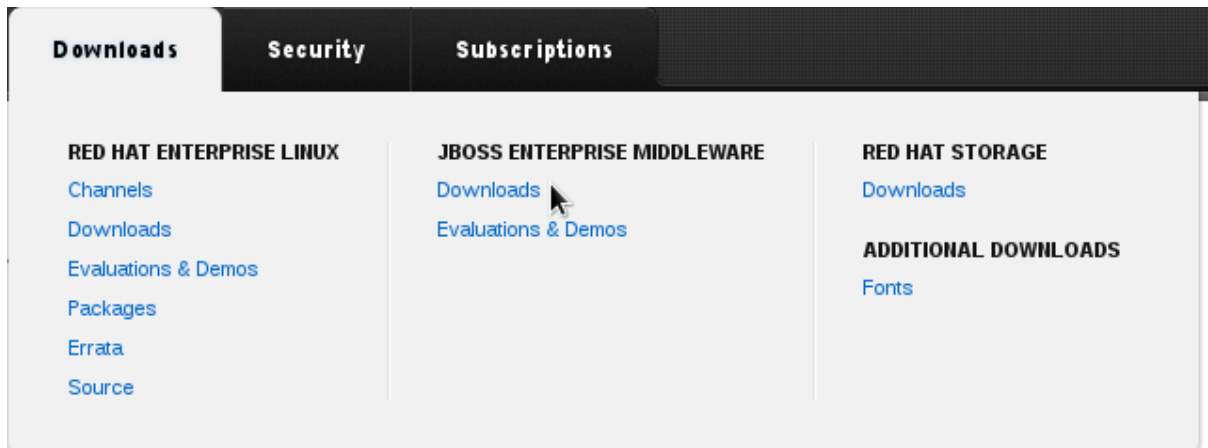 Downloads
Security
Subscriptions
RED HAT ENTERPRISE LINUX
Channels
Downloads
Evaluations & Demos
Packages
Errata
Source
JBOSS ENTERPRISE MIDDLEWARE
Downloads
Evaluations & Demos
RED HAT STORAGE
Downloads
ADDITIONAL DOWNLOADS
Fonts